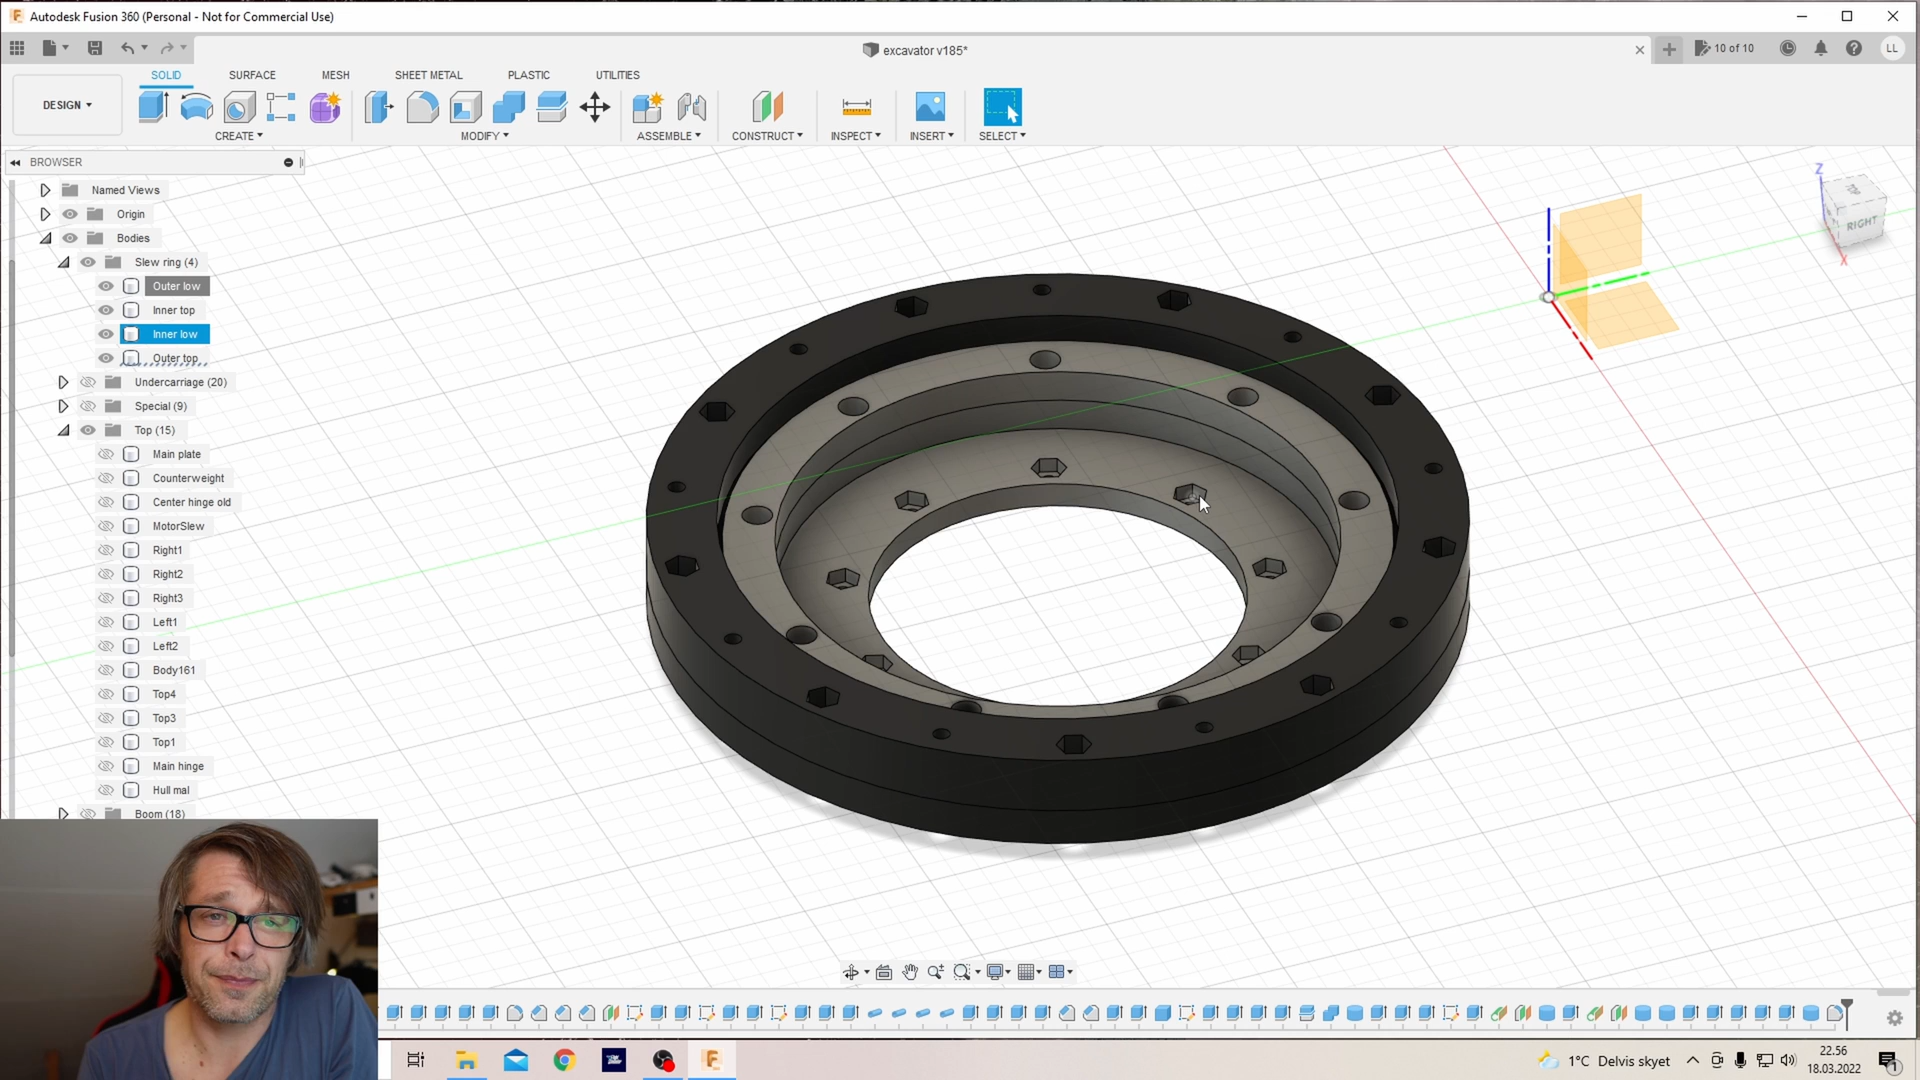 Autodesk Fusion 360 (Personal - Not for Commercial Use)
excavator v185*
10 of 10
LL
DESIGN
SOLID
SURFACE
MESH
SHEET METAL
PLASTIC
UTILITIES
CREATE
MODIFY
ASSEMBLE
CONSTRUCT
INSPECT
INSERT
SELECT
BROWSER
Named Views
Origin
Bodies
Slew ring (4)
Outer low
Inner top
Inner low
Outer top
Undercarriage (20)
Special (9)
Top (15)
Main plate
Counterweight
Center hinge old
MotorSlew
Right1
Right2
Right3
Left1
Left2
Body161
Top4
Top3
Top1
Main hinge
Hull mal
Boom (18)
Z
TOP
RIGHT
X
1°C Delvis skyet
22.56
18.03.2022
1